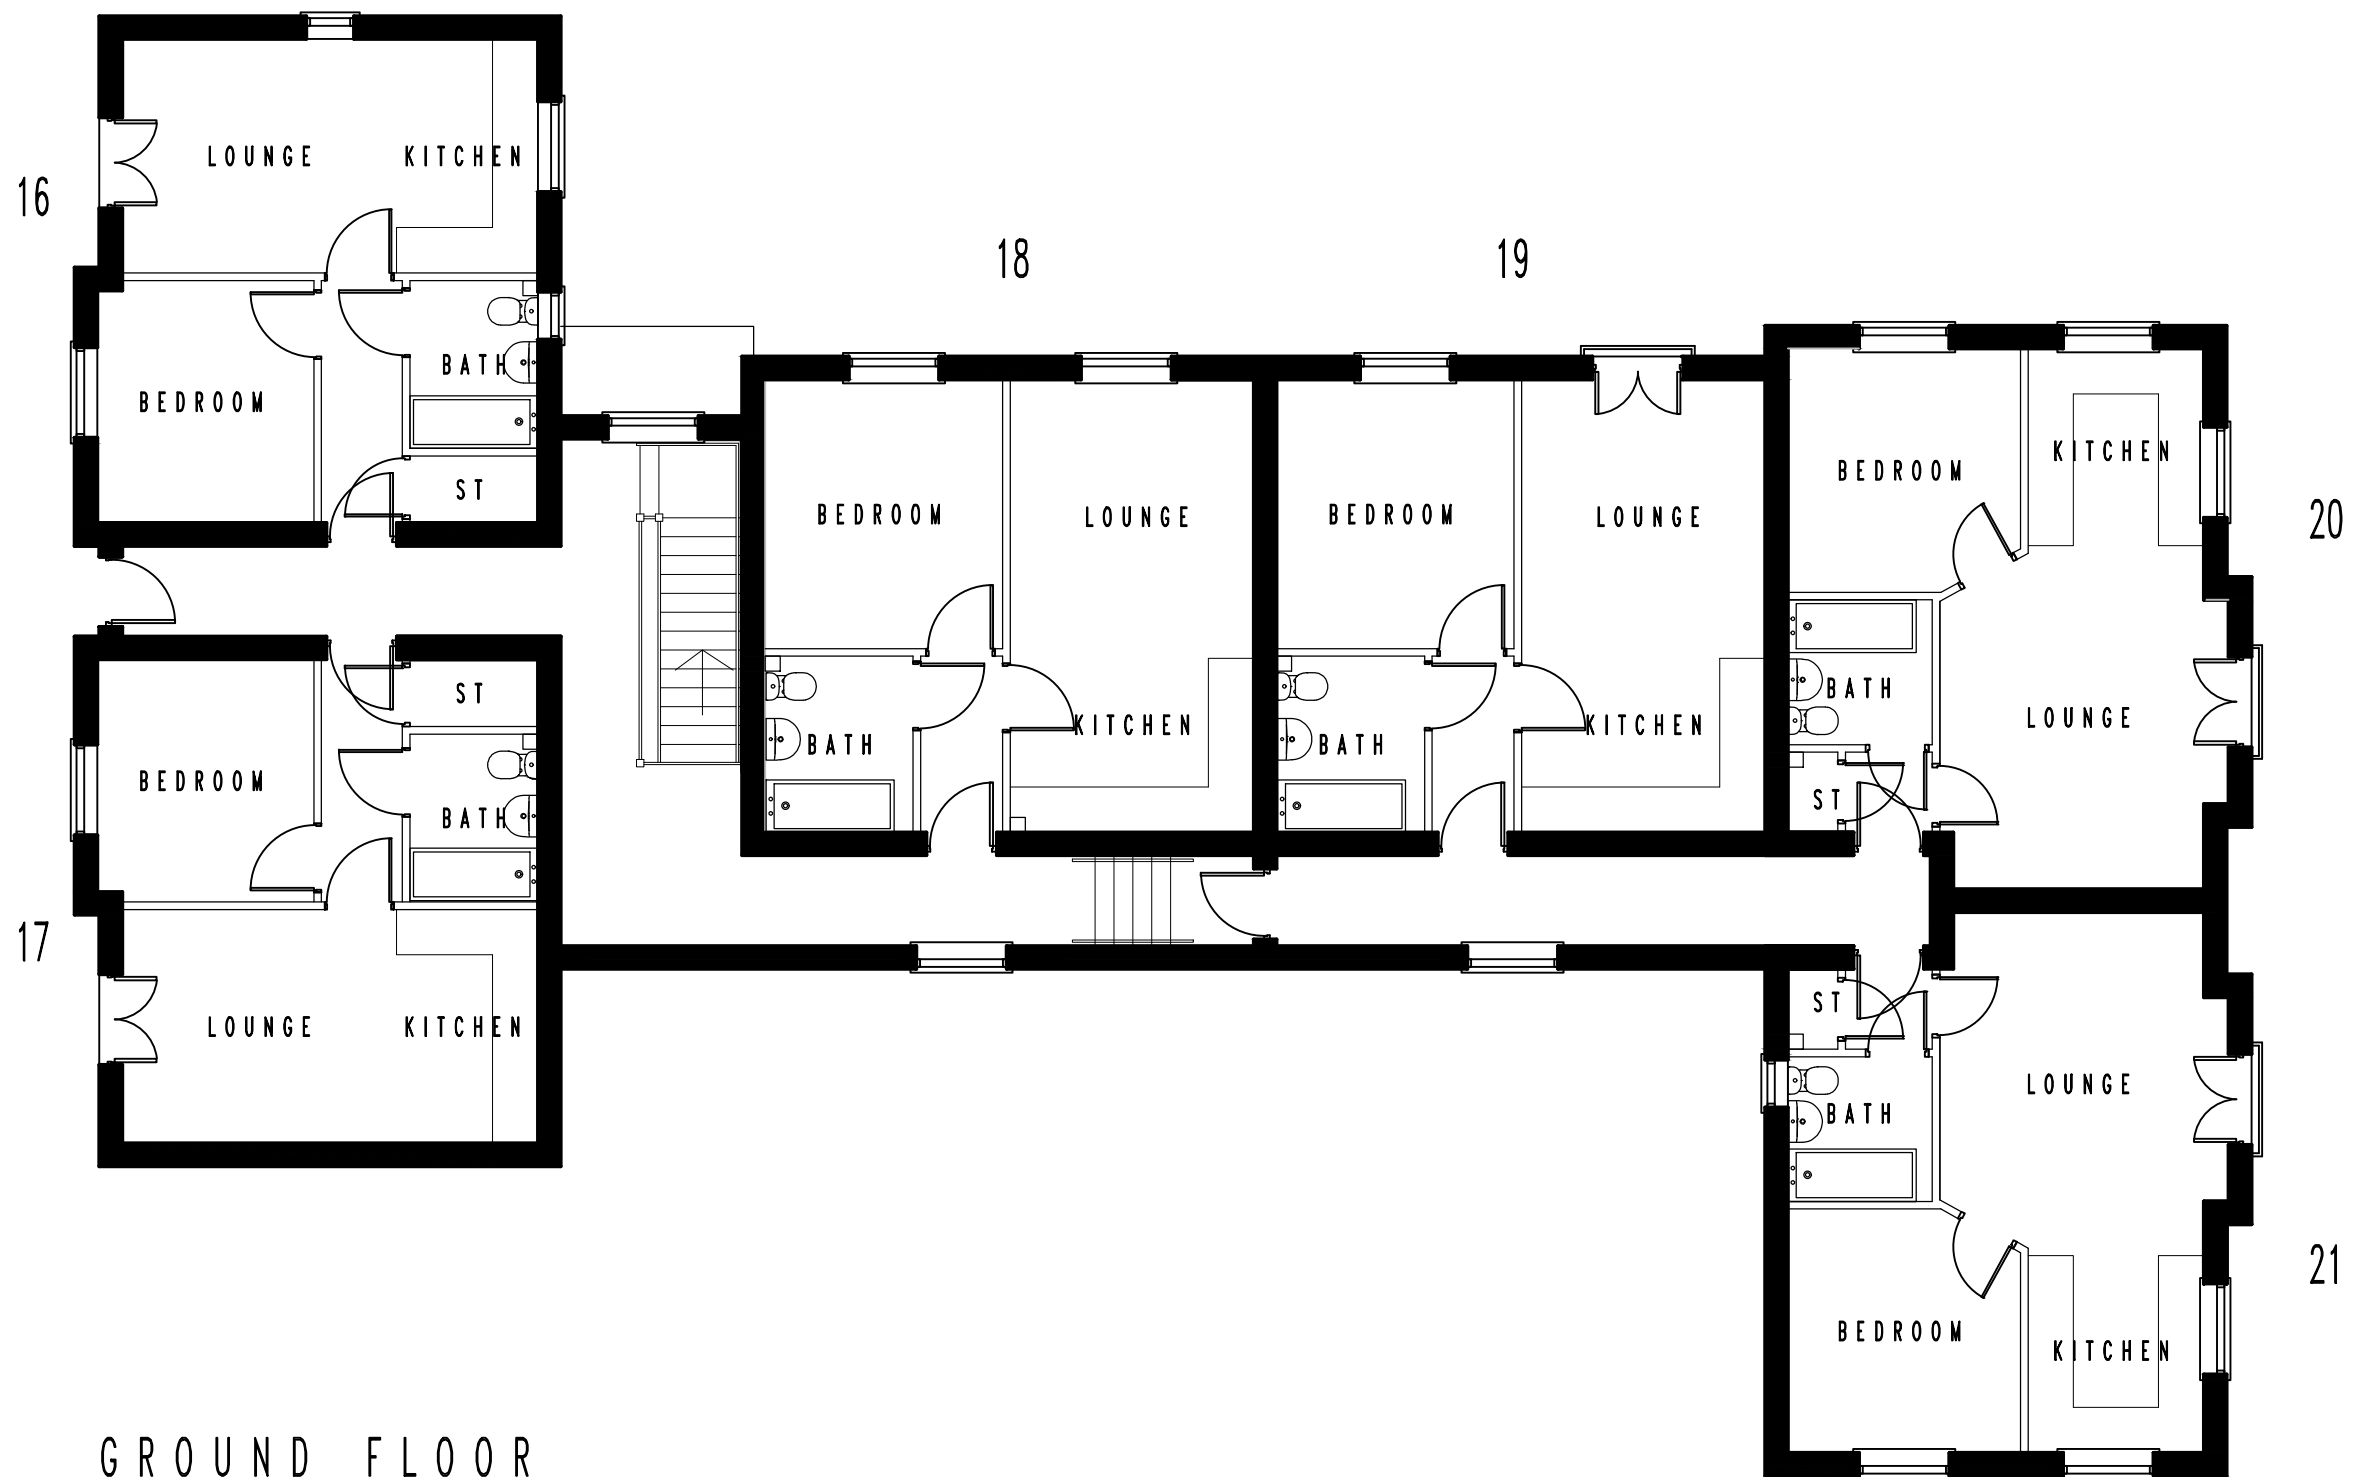 LOUNGE KITCHEN
16
BATH
BEDROOM
ST
18
19
BEDROOM
LOUNGE
KITCHEN
BATH
BEDROOM
LOUNGE
KITCHEN
BATH
KITCHEN
BEDROOM
20
BATH
LOUNGE
ST
ST
BEDROOM
BATH
17
LOUNGE KITCHEN
ST
LOUNGE
BATH
21
BEDROOM
KITCHEN
GROUND FLOOR